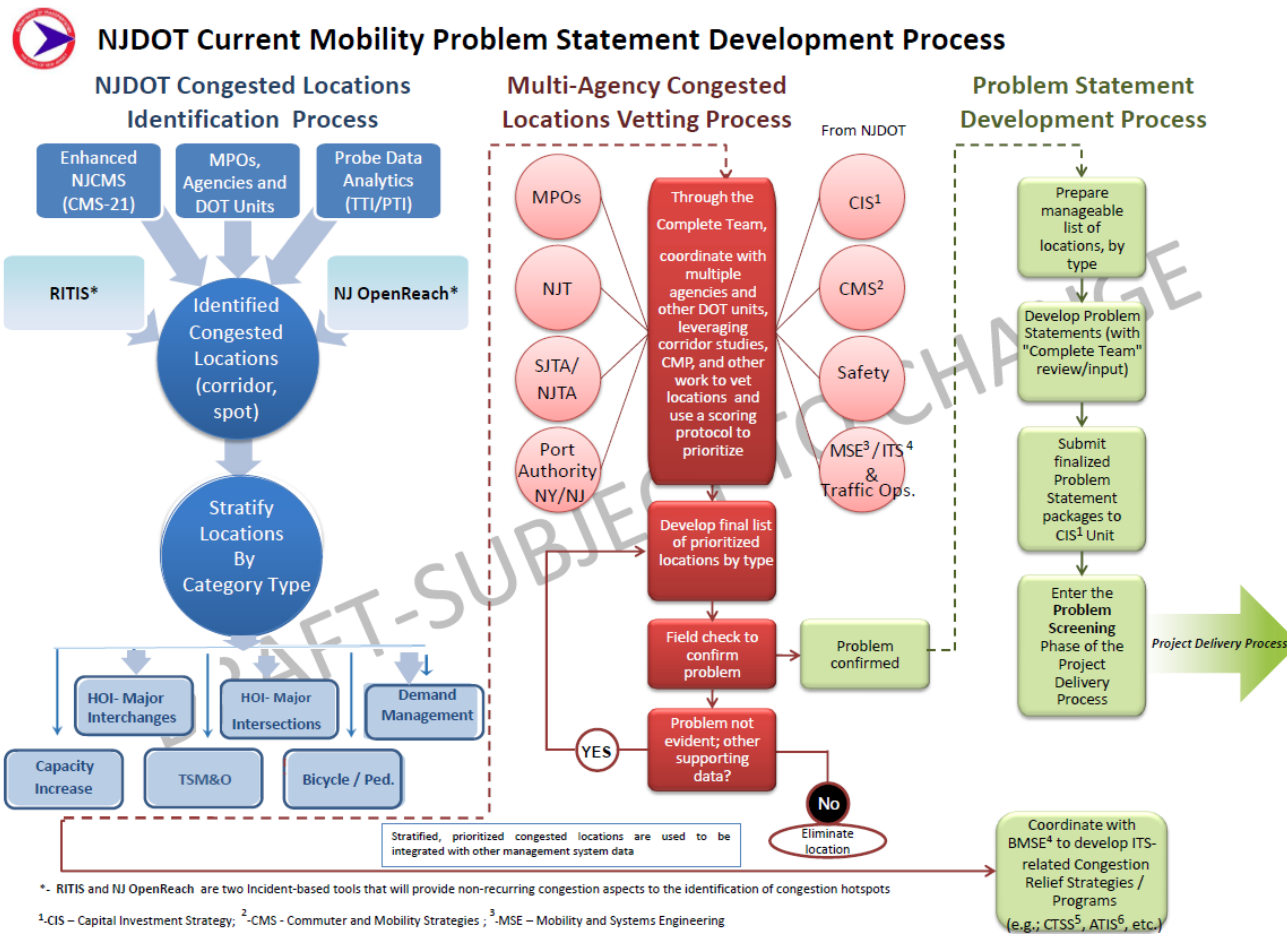 NJDOT Current Mobility Problem Statement Development Process
NJDOT Congested Locations
Identification Process
Enhanced
NJCMS
(CMS-21)
MPOs,
Agencies and
DOT Units
Probe Data
Analytics
(TTI/PTI)
RITIS*
NJ OpenReach*
Identified
Congested
Locations
(corridor,
spot)
Stratify
Locations
By
Category Type
HOI- Major
Interchanges
HOI- Major
Intersections
Demand
Management
Capacity
Increase
TSM&O
Bicycle / Ped.
Multi-Agency Congested
Locations Vetting Process
From NJDOT
MPOs
NJT
SJTA/
NJTA
Port
Authority
NY/NJ
Through the
Complete Team,
coordinate with
multiple
agencies and
other DOT units,
leveraging
corridor studies,
CMP, and other
work to vet
locations and
use a scoring
protocol to
prioritize
CIS¹
CMS²
Safety
MSE³/ITS⁴
&
Traffic Ops.
Develop final list
of prioritized
locations by type
Field check to
confirm
problem
Problem
confirmed
Problem not
evident; other
supporting
data?
YES
No
Eliminate
location
Problem Statement
Development Process
Prepare
manageable
list of
locations, by
type
Develop Problem
Statements (with
"Complete Team"
review/input)
Submit
finalized
Problem
Statement
packages to
CIS¹ Unit
Enter the
Problem
Screening
Phase of the
Project
Delivery
Process
Project Delivery Process
Coordinate with
BMSE⁴ to develop ITS-
related Congestion
Relief Strategies /
Programs
(e.g.; CTSS⁵, ATIS⁶, etc.)
Stratified, prioritized congested locations are used to be
integrated with other management system data
*- RITIS and NJ OpenReach are two Incident-based tools that will provide non-recurring congestion aspects to the identification of congestion hotspots
¹-CIS – Capital Investment Strategy; ²-CMS - Commuter and Mobility Strategies ; ³-MSE – Mobility and Systems Engineering
DRAFT-SUBJECT TO CHANGE